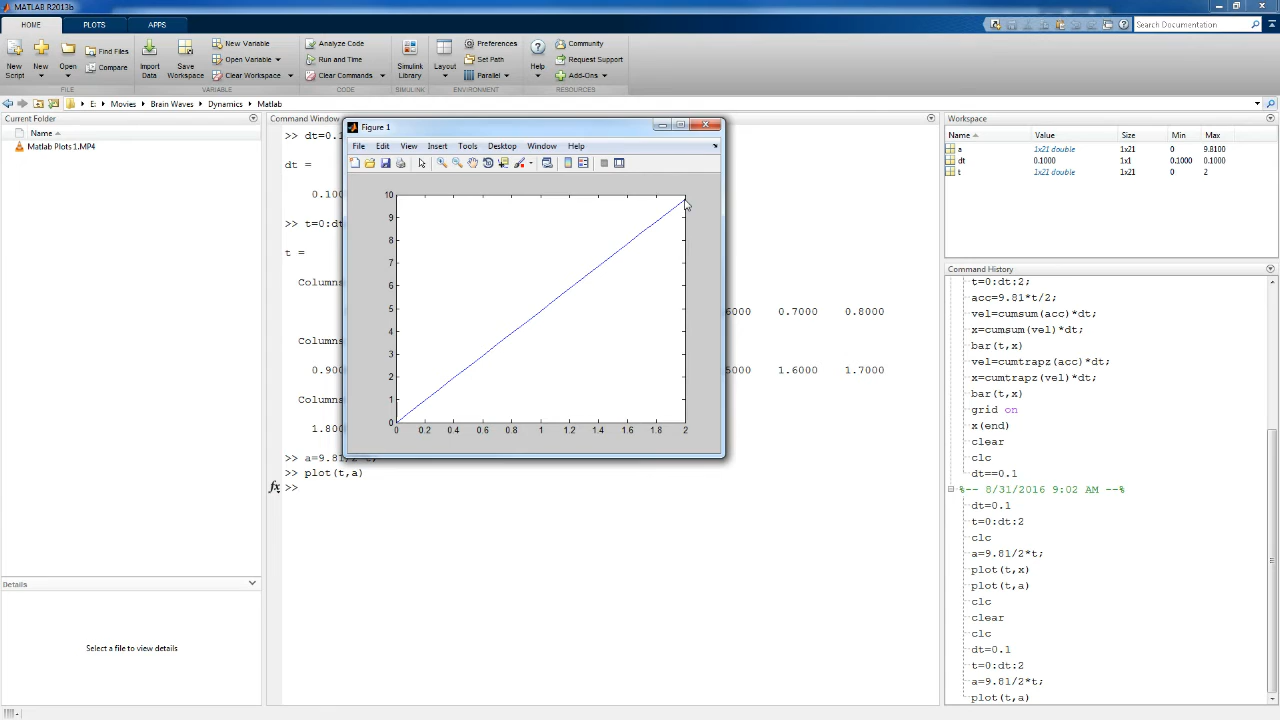 MATLAB R2013b
HOME PLOTS APPS
Search Documentation
New Script
New
Open
Find Files
Compare
Import Data
Save Workspace
New Variable
Open Variable
Clear Workspace
Analyze Code
Run and Time
Clear Commands
Simulink Library
Layout
Preferences
Set Path
Parallel
Help
Community
Request Support
Add-Ons
FILE VARIABLE CODE SIMULINK ENVIRONMENT RESOURCES
E: Movies Brain Waves Dynamics Matlab
Current Folder
Name
Matlab Plots 1.MP4
Details
Select a file to view details
Command Window
>> dt=0.1
dt =
0.100
>> t=0:dt
t =
Columns
6000 0.7000 0.8000
Columns
0.900
5000 1.6000 1.7000
Columns
1.800
>> a=9.81/2*t;
>> plot(t,a)
fx >>
Figure 1
File Edit View Insert Tools Desktop Window Help
10
9
8
7
6
5
4
3
2
1
0
0 0.2 0.4 0.6 0.8 1 1.2 1.4 1.6 1.8 2
Workspace
Name Value Size Min Max
a 1x21 double 1x21 0 9.8100
dt 0.1000 1x1 0.1000 0.1000
t 1x21 double 1x21 0 2
Command History
t=0:dt:2;
acc=9.81*t/2;
vel=cumsum(acc)*dt;
x=cumsum(vel)*dt;
bar(t,x)
vel=cumtrapz(acc)*dt;
x=cumtrapz(vel)*dt;
bar(t,x)
grid on
x(end)
clear
clc
dt==0.1
%-- 8/31/2016 9:02 AM --%
dt=0.1
t=0:dt:2
clc
a=9.81/2*t;
plot(t,x)
plot(t,a)
clc
clear
clc
dt=0.1
t=0:dt:2
a=9.81/2*t;
plot(t,a)